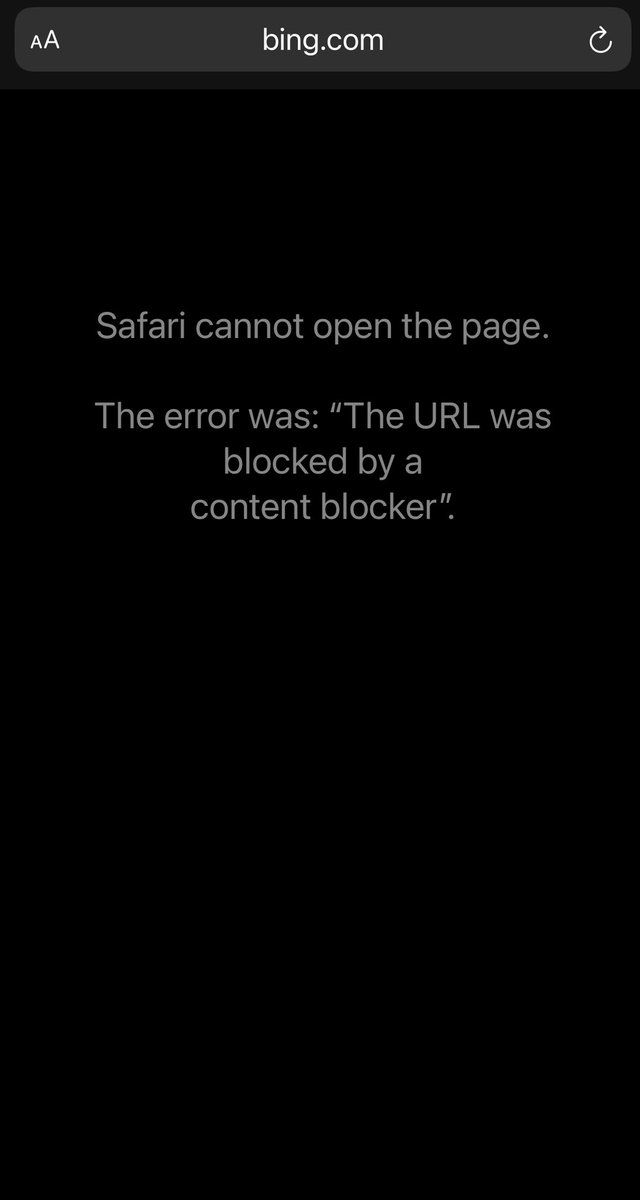 AA
bing.com
Safari cannot open the page.
The error was: “The URL was
blocked by a
content blocker”.